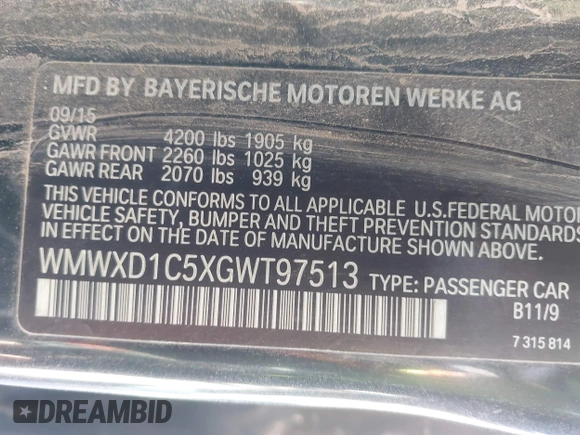 MFD BY BAYERISCHE MOTOREN WERKE AG
09/15
GVWR 4200 lbs 1905 kg
GAWR FRONT 2260 lbs 1025 kg
GAWR REAR 2070 lbs 939 kg
THIS VEHICLE CONFORMS TO ALL APPLICABLE U.S.FEDERAL MOTOR
VEHICLE SAFETY, BUMPER AND THEFT PREVENTION STANDARDS
IN EFFECT ON THE DATE OF MANUFACTURE SHOWN ABOVE.
WMWXD1C5XGWT97513 TYPE: PASSENGER CAR
B11/9
7 315 814
DREAMBID